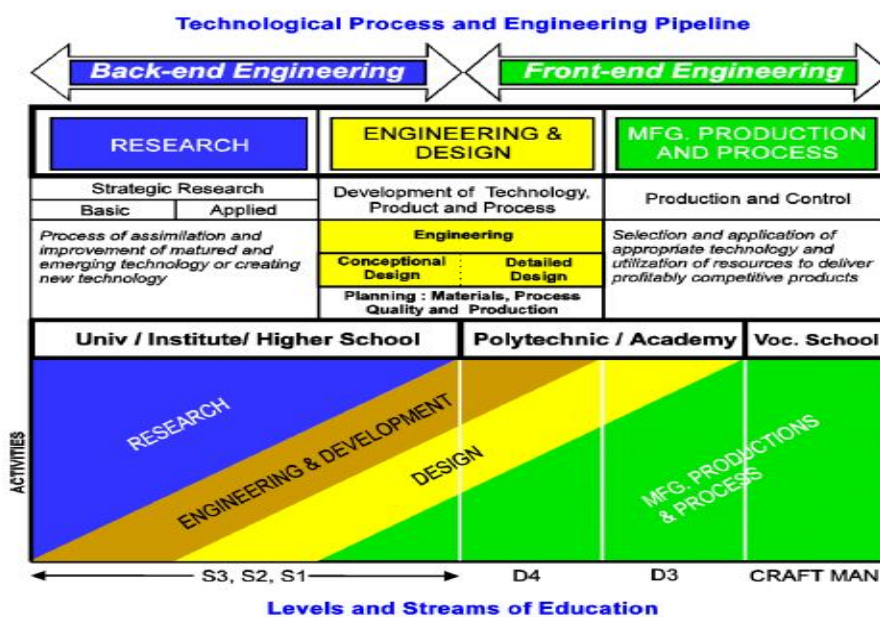 Technological Process and Engineering Pipeline
Back-end Engineering
Front-end Engineering
RESEARCH
ENGINEERING &
DESIGN
MFG. PRODUCTION
AND PROCESS
Strategic Research
Basic
Applied
Process of assimilation and
improvement of matured and
emerging technology or creating
new technology
Development of Technology,
Product and Process
Engineering
Conceptional
Design
Detailed
Design
Planning : Materials, Process
Quality and Production
Production and Control
Selection and application of
appropriate technology and
utilization of resources to deliver
profitably competitive products
Univ / Institute/ Higher School
Polytechnic / Academy
Voc. School
ACTIVITIES
RESEARCH
ENGINEERING & DEVELOPMENT
DESIGN
MFG. PRODUCTIONS
& PROCESS
S3, S2, S1
D4
D3
CRAFT MAN
Levels and Streams of Education